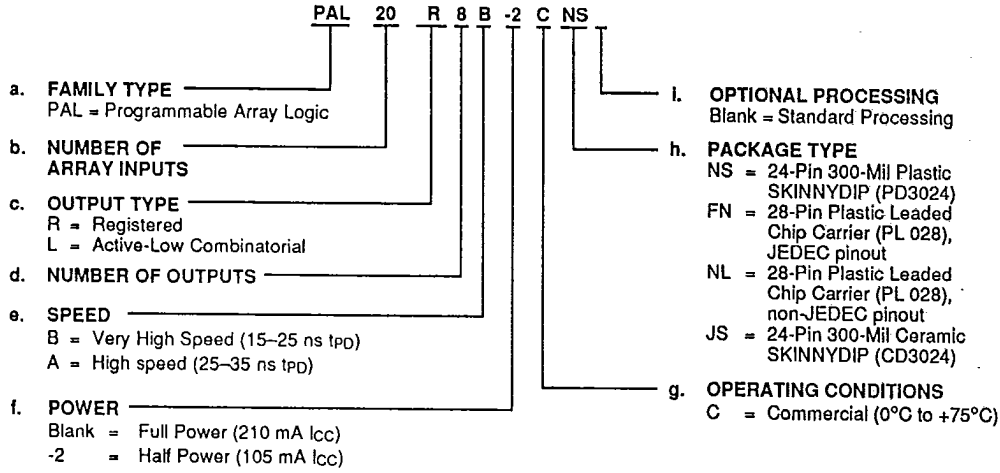 PAL 20 R 8 B -2 C NS
a. FAMILY TYPE
PAL = Programmable Array Logic
b. NUMBER OF
ARRAY INPUTS
c. OUTPUT TYPE
R = Registered
L = Active-Low Combinatorial
d. NUMBER OF OUTPUTS
e. SPEED
B = Very High Speed (15–25 ns tPD)
A = High speed (25–35 ns tPD)
f. POWER
Blank = Full Power (210 mA ICC)
-2 = Half Power (105 mA ICC)
i. OPTIONAL PROCESSING
Blank = Standard Processing
h. PACKAGE TYPE
NS = 24-Pin 300-Mil Plastic
SKINNYDIP (PD3024)
FN = 28-Pin Plastic Leaded
Chip Carrier (PL 028),
JEDEC pinout
NL = 28-Pin Plastic Leaded
Chip Carrier (PL 028),
non-JEDEC pinout
JS = 24-Pin 300-Mil Ceramic
SKINNYDIP (CD3024)
g. OPERATING CONDITIONS
C = Commercial (0°C to +75°C)